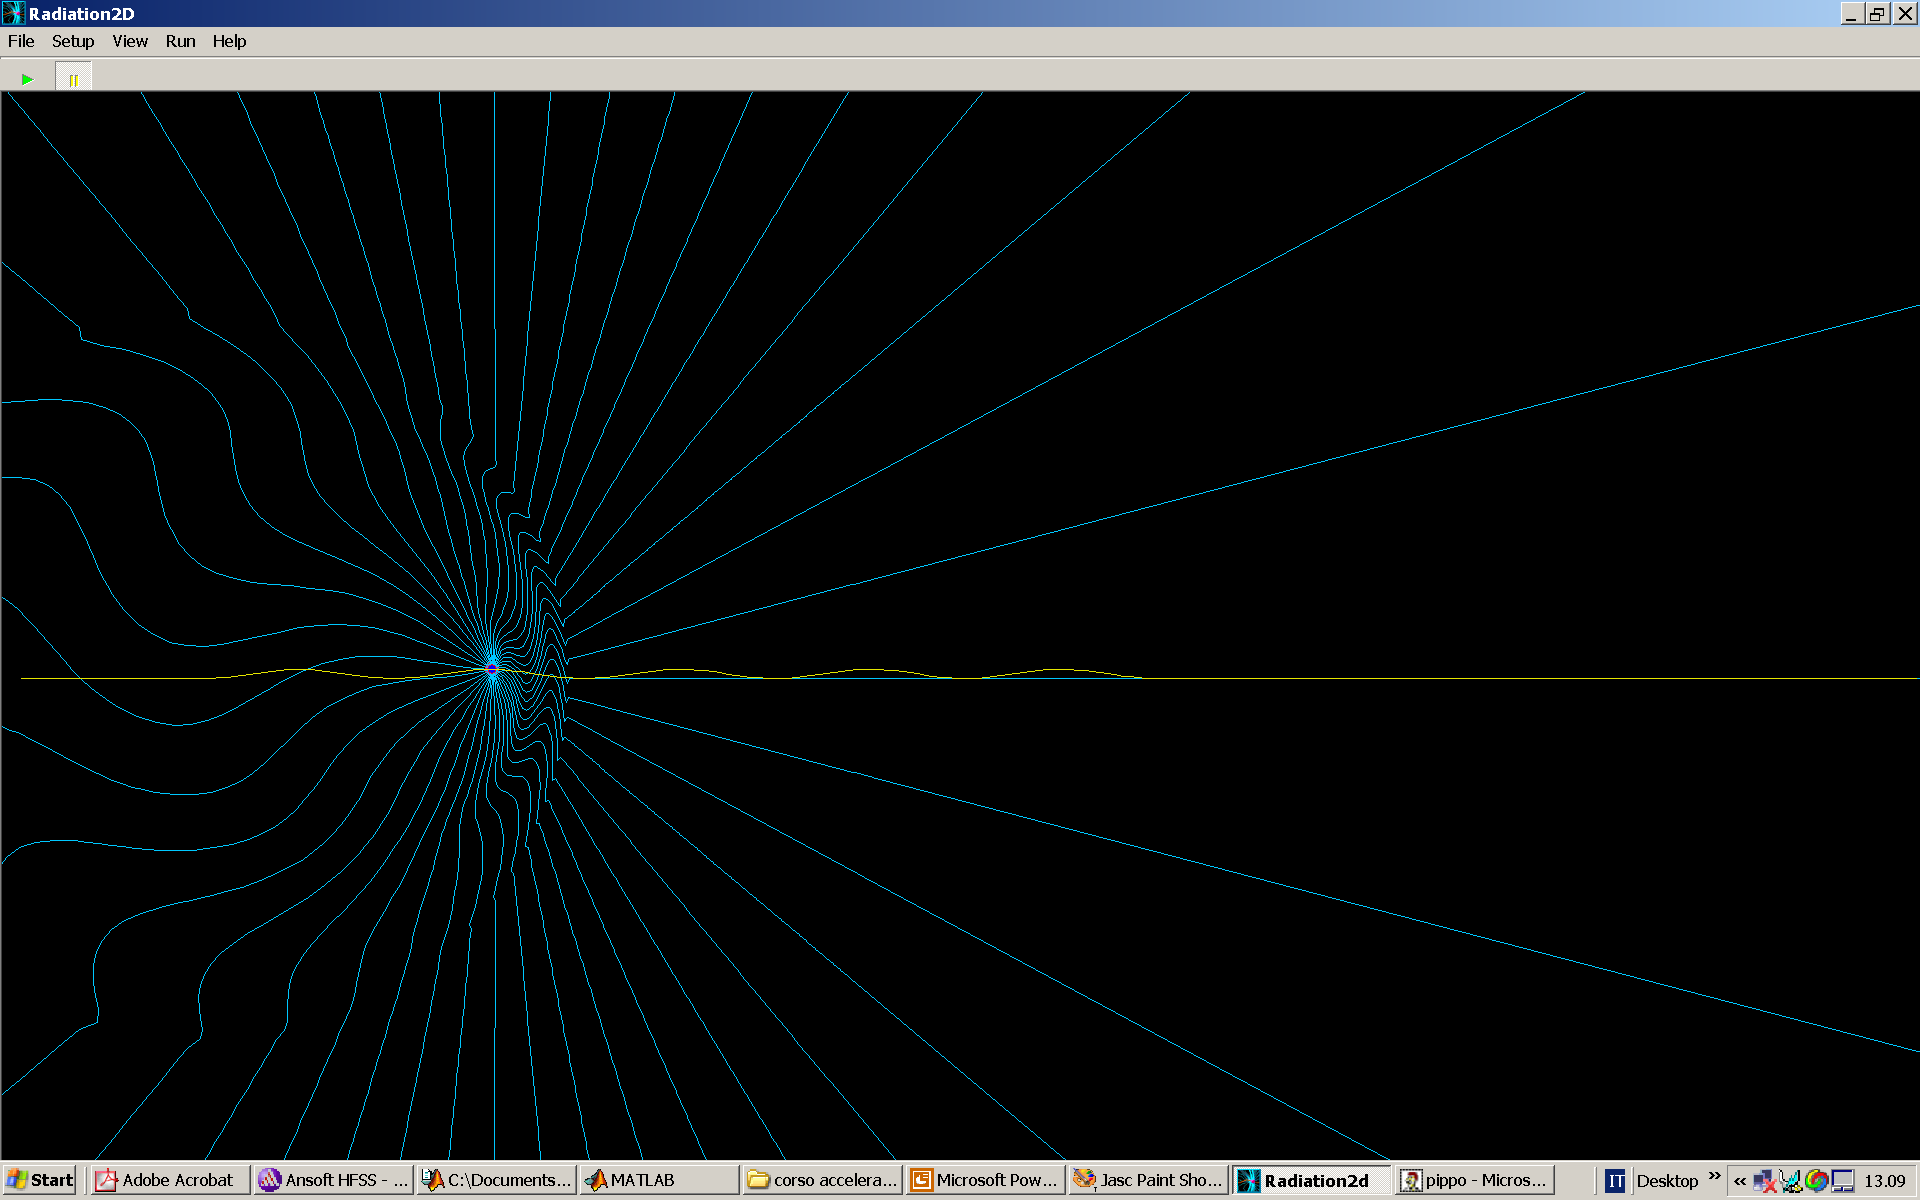 Radiation2D
File Setup View Run Help
Start Adobe Acrobat Ansoft HFSS - ... C:\Documents... MATLAB corso accelera... Microsoft Pow... Jasc Paint Sho... Radiation2d pippo - Micros... IT Desktop » « 13.09